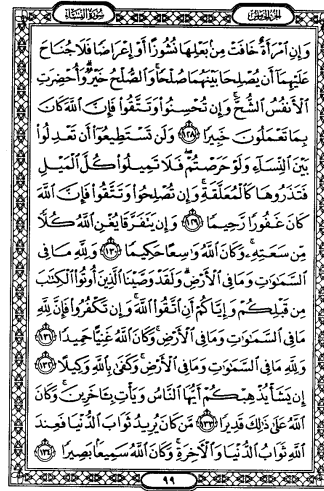 الجزء الخامس سورة النساء
وَإِنِ ٱمۡرَأَةٌ خَافَتۡ مِنۢ بَعۡلِهَا نُشُوزًا أَوۡ إِعۡرَاضٗا فَلَا جُنَاحَ
عَلَيۡهِمَآ أَن يُصۡلِحَا بَيۡنَهُمَا صُلۡحٗاۚ وَٱلصُّلۡحُ خَيۡرٞۗ وَأُحۡضِرَتِ
ٱلۡأَنفُسُ ٱلشُّحَّۚ وَإِن تُحۡسِنُواْ وَتَتَّقُواْ فَإِنَّ ٱللَّهَ كَانَ
بِمَا تَعۡمَلُونَ خَبِيرٗا ١٢٨ وَلَن تَسۡتَطِيعُوٓاْ أَن تَعۡدِلُواْ
بَيۡنَ ٱلنِّسَآءِ وَلَوۡ حَرَصۡتُمۡۖ فَلَا تَمِيلُواْ كُلَّ ٱلۡمَيۡلِ
فَتَذَرُوهَا كَٱلۡمُعَلَّقَةِۚ وَإِن تُصۡلِحُواْ وَتَتَّقُواْ فَإِنَّ ٱللَّهَ
كَانَ غَفُورٗا رَّحِيمٗا ١٢٩ وَإِن يَتَفَرَّقَا يُغۡنِ ٱللَّهُ كُلّٗا
مِّن سَعَتِهِۦۚ وَكَانَ ٱللَّهُ وَٰسِعًا حَكِيمٗا ١٣٠ وَلِلَّهِ مَا فِي
ٱلسَّمَٰوَٰتِ وَمَا فِي ٱلۡأَرۡضِۗ وَلَقَدۡ وَصَّيۡنَا ٱلَّذِينَ أُوتُواْ ٱلۡكِتَٰبَ
مِن قَبۡلِكُمۡ وَإِيَّاكُمۡ أَنِ ٱتَّقُواْ ٱللَّهَۚ وَإِن تَكۡفُرُواْ فَإِنَّ لِلَّهِ
مَا فِي ٱلسَّمَٰوَٰتِ وَمَا فِي ٱلۡأَرۡضِۚ وَكَانَ ٱللَّهُ غَنِيًّا حَمِيدٗا ١٣١
وَلِلَّهِ مَا فِي ٱلسَّمَٰوَٰتِ وَمَا فِي ٱلۡأَرۡضِۚ وَكَفَىٰ بِٱللَّهِ وَكِيلًا ١٣٢
إِن يَشَأۡ يُذۡهِبۡكُمۡ أَيُّهَا ٱلنَّاسُ وَيَأۡتِ بِـَٔاخَرِينَۚ وَكَانَ
ٱللَّهُ عَلَىٰ ذَٰلِكَ قَدِيرٗا ١٣٣ مَّن كَانَ يُرِيدُ ثَوَابَ ٱلدُّنۡيَا فَعِندَ
ٱللَّهِ ثَوَابُ ٱلدُّنۡيَا وَٱلۡأٓخِرَةِۚ وَكَانَ ٱللَّهُ سَمِيعَۢا بَصِيرٗا ١٣٤
٩٩